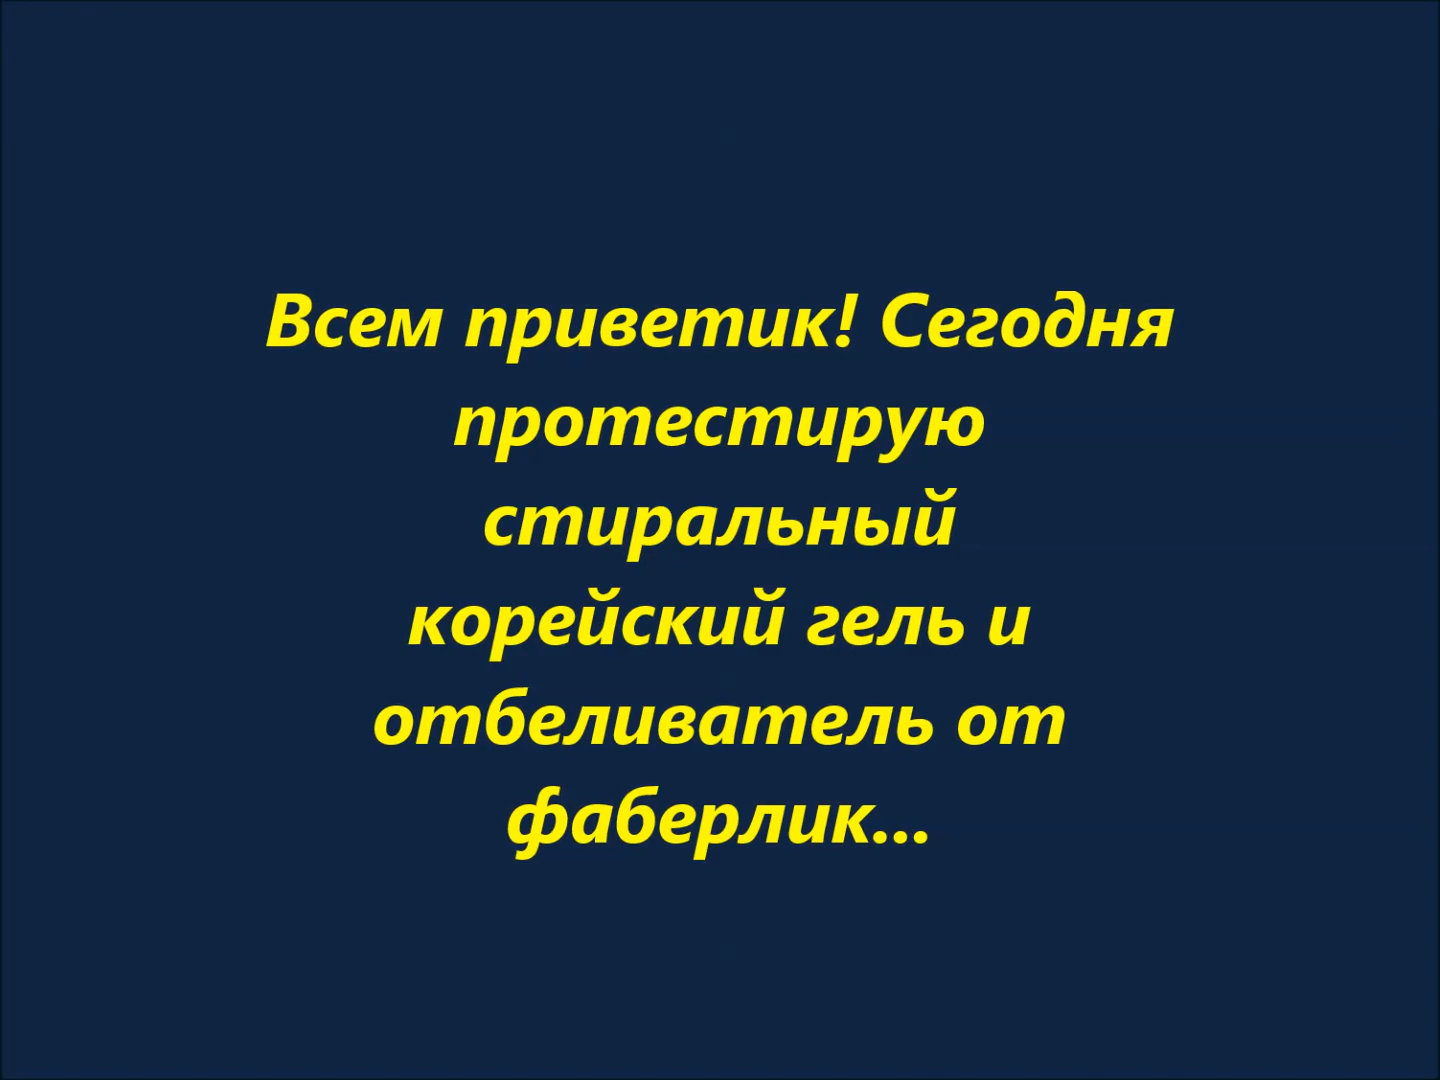 Всем приветик! Сегодня
протестирую
стиральный
корейский гель и
отбеливатель от
фаберлик...